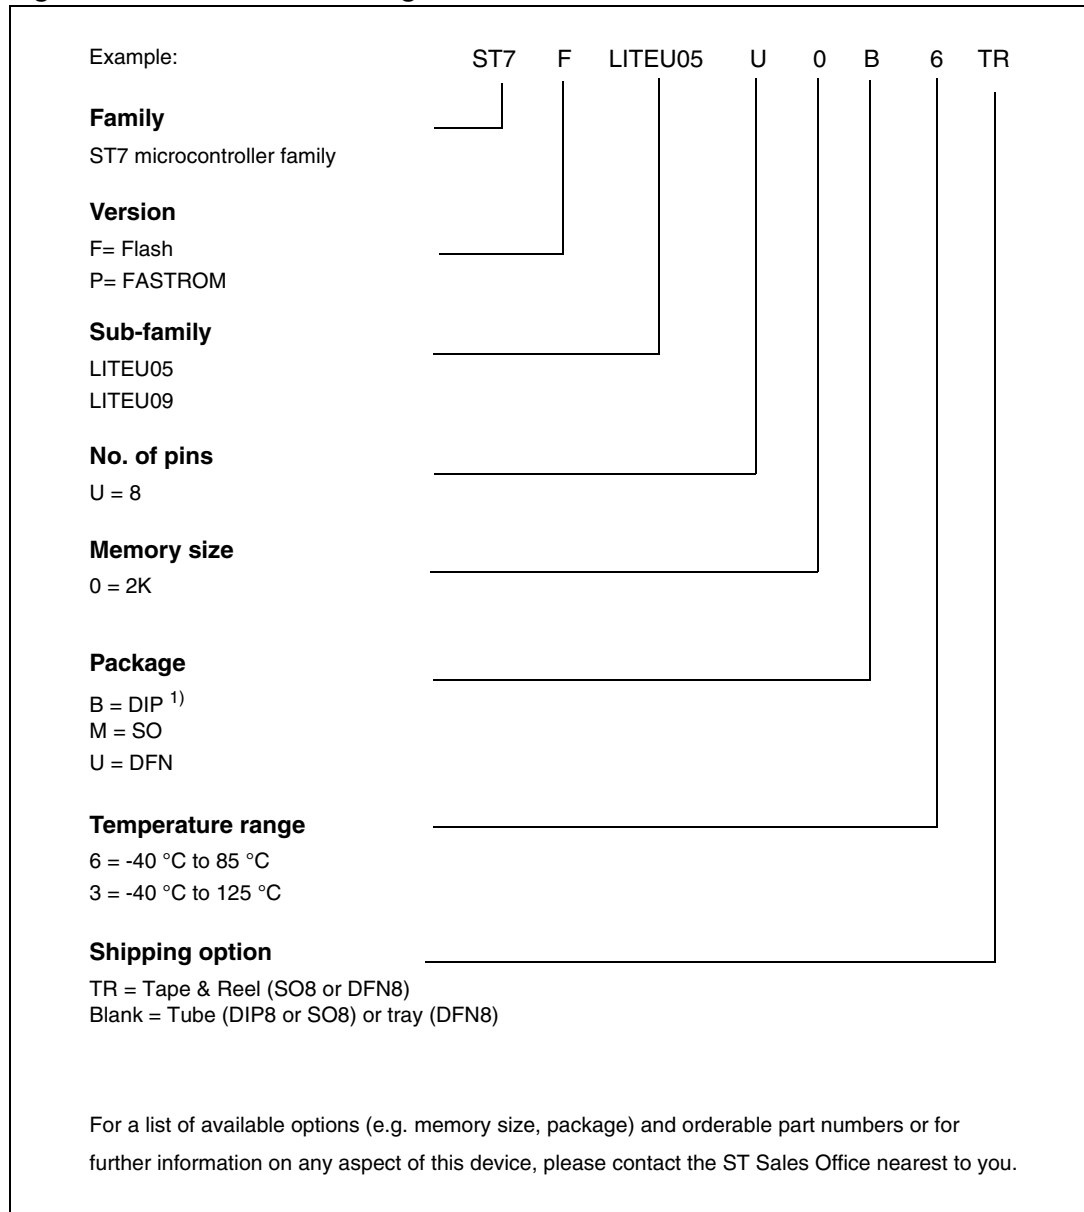 Example: ST7 F LITEU05 U 0 B 6 TR
Family
ST7 microcontroller family
Version
F= Flash
P= FASTROM
Sub-family
LITEU05
LITEU09
No. of pins
U = 8
Memory size
0 = 2K
Package
B = DIP 1)
M = SO
U = DFN
Temperature range
6 = -40 °C to 85 °C
3 = -40 °C to 125 °C
Shipping option
TR = Tape & Reel (SO8 or DFN8)
Blank = Tube (DIP8 or SO8) or tray (DFN8)
For a list of available options (e.g. memory size, package) and orderable part numbers or for
further information on any aspect of this device, please contact the ST Sales Office nearest to you.